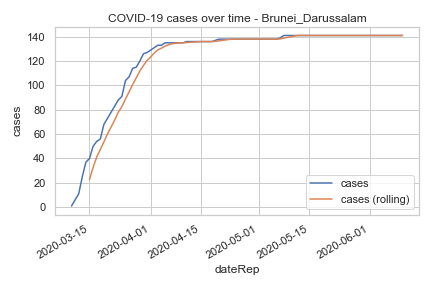 COVID-19 cases over time - Brunei_Darussalam
140
120
100
80
60
40
20
0
cases
cases
cases (rolling)
2020-03-15
2020-04-01
2020-04-15
2020-05-01
2020-05-15
2020-06-01
dateRep